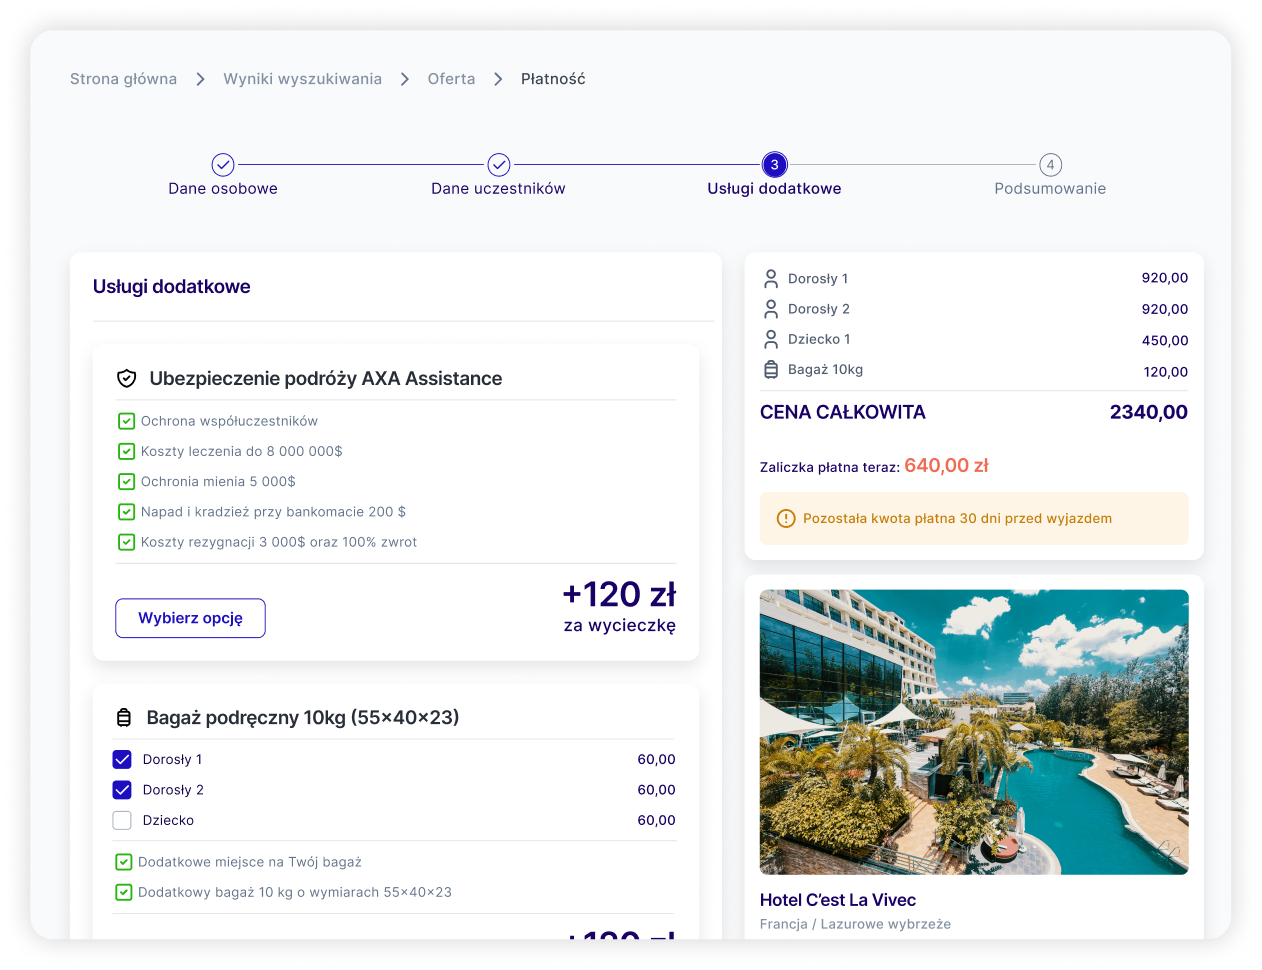 Strona główna > Wyniki wyszukiwania > Oferta > Płatność
3
4
Dane osobowe
Dane uczestników
Usługi dodatkowe
Podsumowanie
Usługi dodatkowe
Ubezpieczenie podróży AXA Assistance
Ochrona współuczestników
Koszty leczenia do 8 000 000$
Ochronia mienia 5 000$
Napad i kradzież przy bankomacie 200 $
Koszty rezygnacji 3 000$ oraz 100% zwrot
Wybierz opcję
+120 zł
za wycieczkę
Bagaż podręczny 10kg (55x40x23)
Dorosły 1 60,00
Dorosły 2 60,00
Dziecko 60,00
Dodatkowe miejsce na Twój bagaż
Dodatkowy bagaż 10 kg o wymiarach 55x40x23
+120 zł
Dorosły 1 920,00
Dorosły 2 920,00
Dziecko 1 450,00
Bagaż 10kg 120,00
CENA CAŁKOWITA 2340,00
Zaliczka płatna teraz: 640,00 zł
Pozostała kwota płatna 30 dni przed wyjazdem
Hotel C’est La Vivec
Francja / Lazurowe wybrzeże